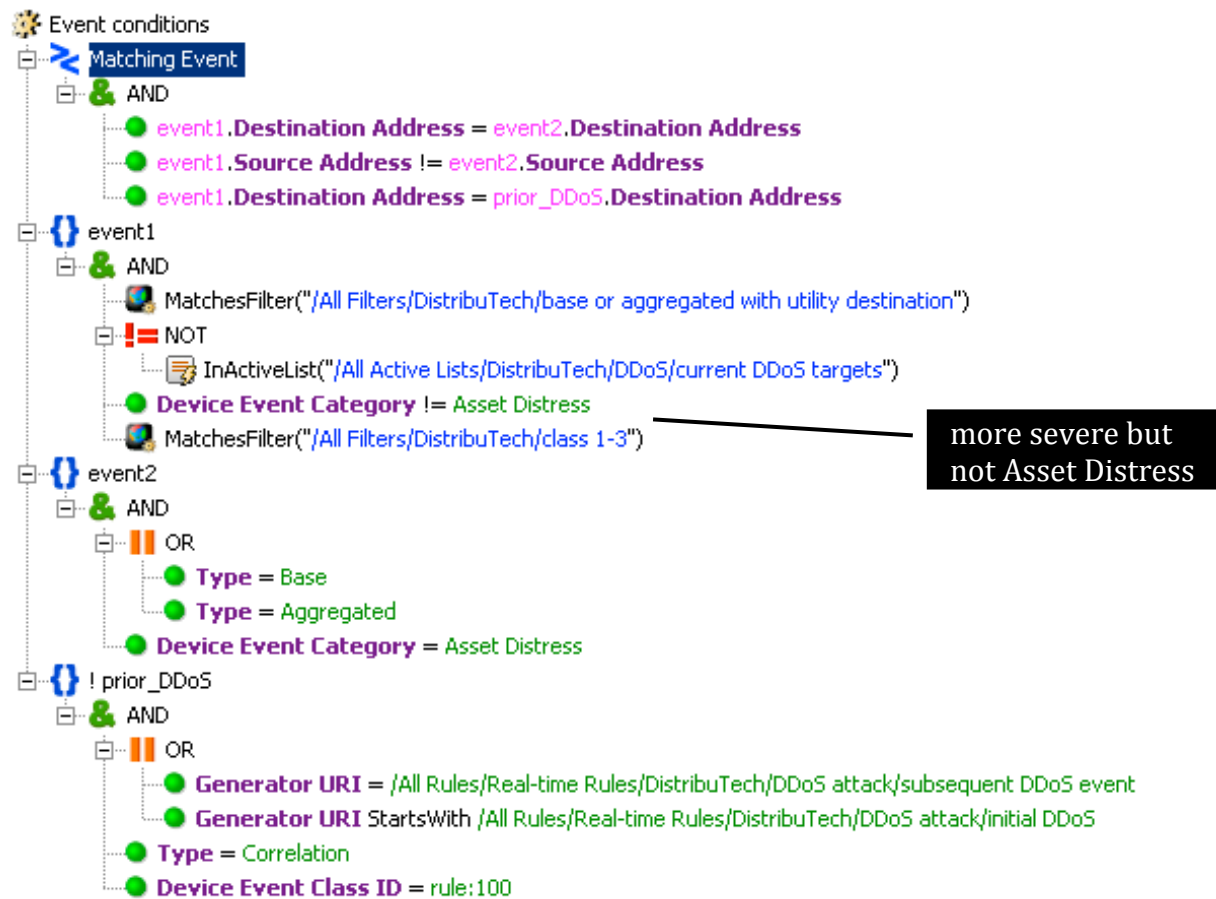 Event conditions
Matching Event
& AND
event1.Destination Address = event2.Destination Address
event1.Source Address != event2.Source Address
event1.Destination Address = prior_DDoS.Destination Address
{} event1
& AND
MatchesFilter("/All Filters/DistribuTech/base or aggregated with utility destination")
!= NOT
InActiveList("/All Active Lists/DistribuTech/DDoS/current DDoS targets")
Device Event Category != Asset Distress
MatchesFilter("/All Filters/DistribuTech/class 1-3")
more severe but
not Asset Distress
{} event2
& AND
OR
Type = Base
Type = Aggregated
Device Event Category = Asset Distress
{} ! prior_DDoS
& AND
OR
Generator URI = /All Rules/Real-time Rules/DistribuTech/DDoS attack/subsequent DDoS event
Generator URI StartsWith /All Rules/Real-time Rules/DistribuTech/DDoS attack/initial DDoS
Type = Correlation
Device Event Class ID = rule:100